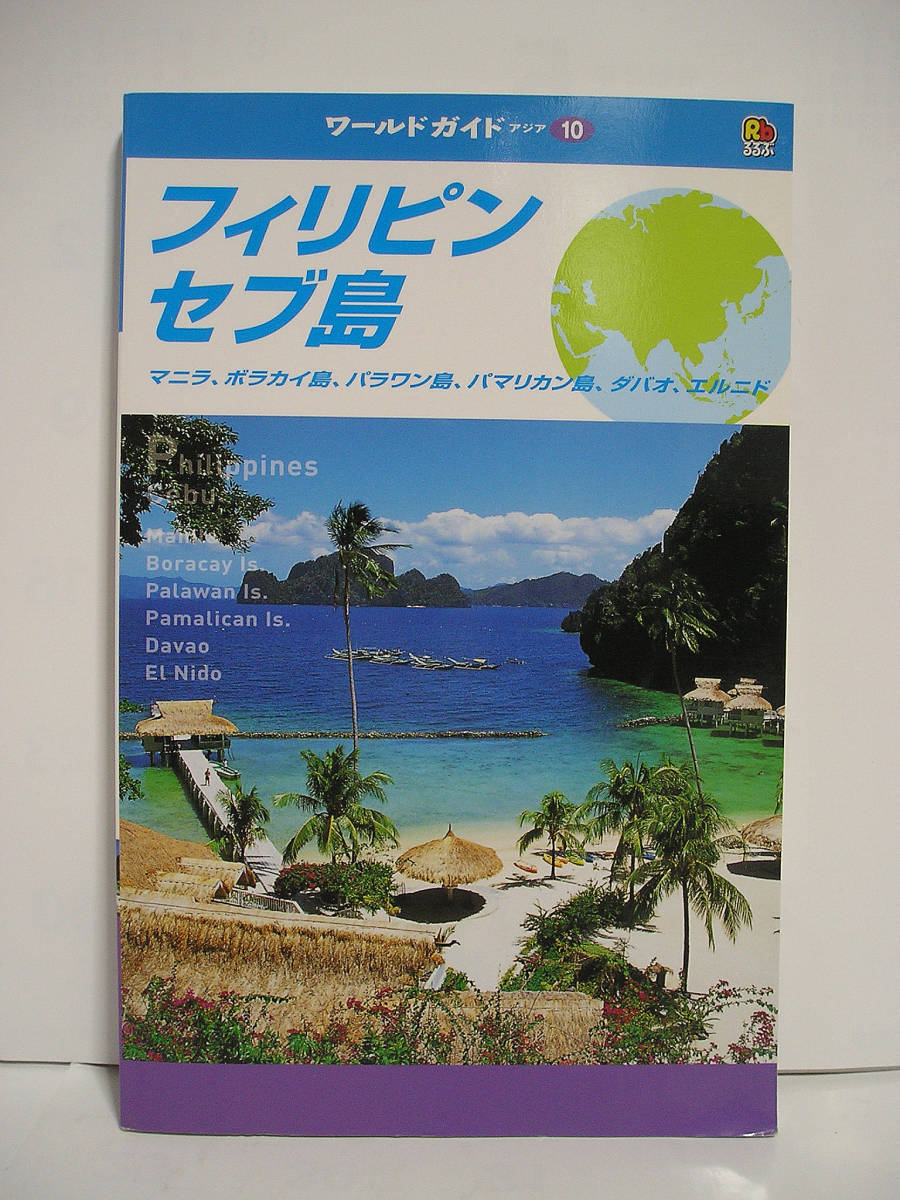 ワールドガイド アジア 10
Rb
るるぶ
フィリピン
セブ島
マニラ、ボラカイ島、パラワン島、パマリカン島、ダバオ、エルニド
Philippines
Cebu
Manila
Boracay Is.
Palawan Is.
Pamalican Is.
Davao
El Nido